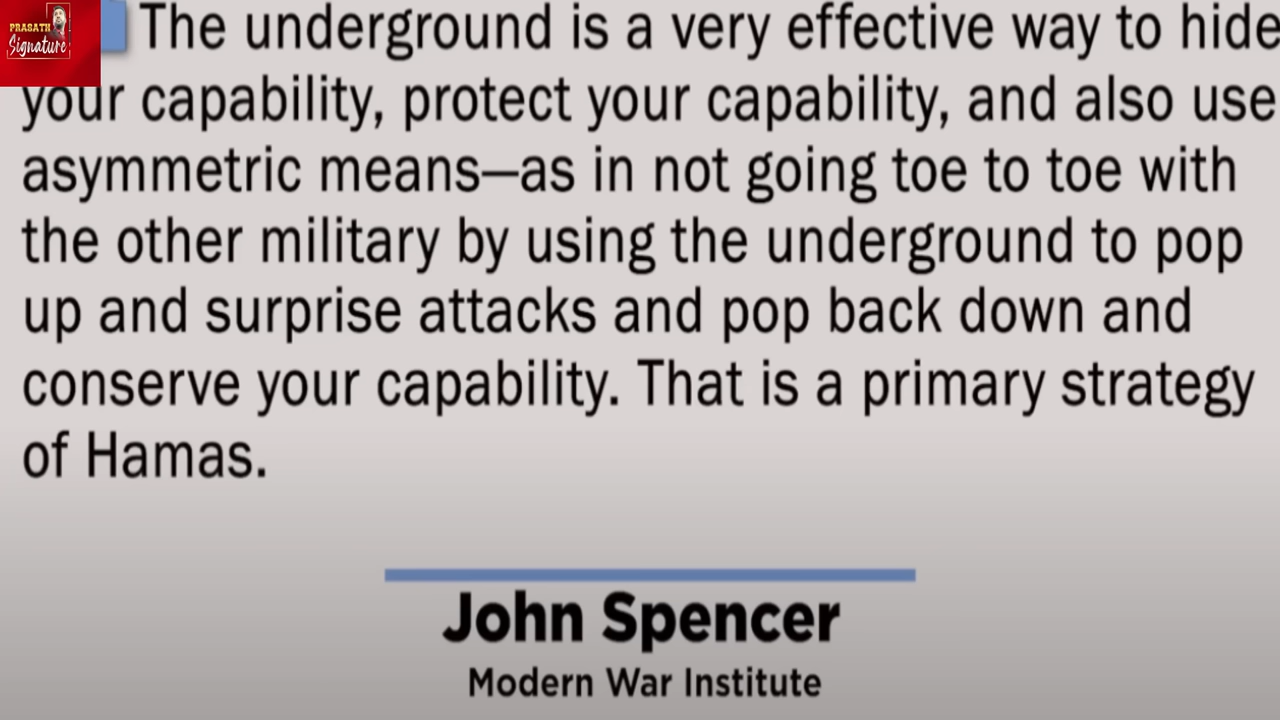 PRASATH
Signature
The underground is a very effective way to hide
your capability, protect your capability, and also use
asymmetric means—as in not going toe to toe with
the other military by using the underground to pop
up and surprise attacks and pop back down and
conserve your capability. That is a primary strategy
of Hamas.
John Spencer
Modern War Institute